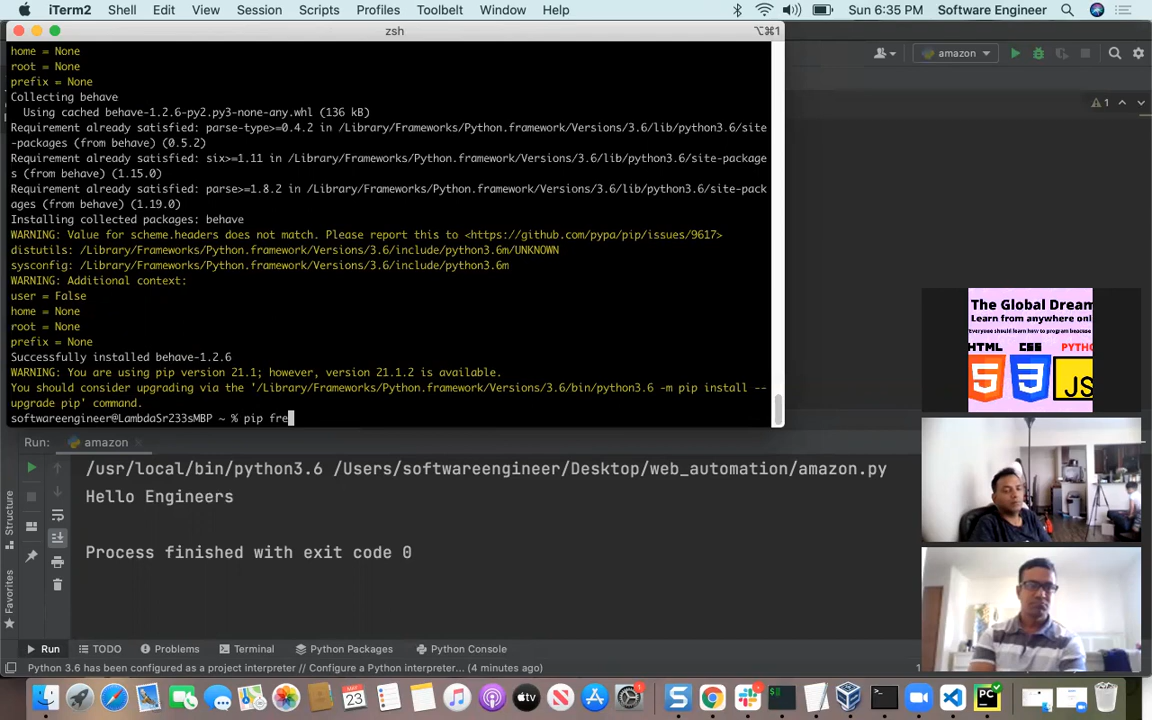 iTerm2 Shell Edit View Session Scripts Profiles Toolbelt Window Help Sun 6:35 PM Software Engineer
zsh
⌥⌘1
home = None
root = None
prefix = None
Collecting behave
Using cached behave-1.2.6-py2.py3-none-any.whl (136 kB)
Requirement already satisfied: parse-type>=0.4.2 in /Library/Frameworks/Python.framework/Versions/3.6/lib/python3.6/site
-packages (from behave) (0.5.2)
Requirement already satisfied: six>=1.11 in /Library/Frameworks/Python.framework/Versions/3.6/lib/python3.6/site-package
s (from behave) (1.15.0)
Requirement already satisfied: parse>=1.8.2 in /Library/Frameworks/Python.framework/Versions/3.6/lib/python3.6/site-pack
ages (from behave) (1.19.0)
Installing collected packages: behave
WARNING: Value for scheme.headers does not match. Please report this to <https://github.com/pypa/pip/issues/9617>
distutils: /Library/Frameworks/Python.framework/Versions/3.6/include/python3.6m/UNKNOWN
sysconfig: /Library/Frameworks/Python.framework/Versions/3.6/include/python3.6m
WARNING: Additional context:
user = False
home = None
root = None
prefix = None
Successfully installed behave-1.2.6
WARNING: You are using pip version 21.1; however, version 21.1.2 is available.
You should consider upgrading via the '/Library/Frameworks/Python.framework/Versions/3.6/bin/python3.6 -m pip install --
upgrade pip' command.
softwareengineer@LambdaSr233sMBP ~ % pip fre
amazon
1
The Global Dream
Learn from anywhere onl
HTML CSS PYTHO
5 3 JS
Run: amazon
/usr/local/bin/python3.6 /Users/softwareengineer/Desktop/web_automation/amazon.py
Hello Engineers
Process finished with exit code 0
Structure
Favorites
Run TODO Problems Terminal Python Packages Python Console
Python 3.6 has been configured as a project interpreter // Configure a Python interpreter... (4 minutes ago)
1
MAY
23
tv
PC